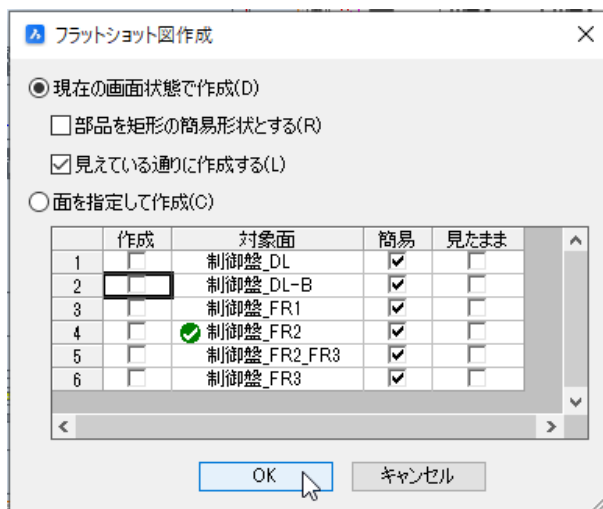 フラットショット図作成
現在の画面状態で作成(D)
部品を矩形の簡易形状とする(R)
見えている通りに作成する(L)
面を指定して作成(C)
作成 対象面 簡易 見たまま
1 制御盤_DL
2 制御盤_DL-B
3 制御盤_FR1
4 制御盤_FR2
5 制御盤_FR2_FR3
6 制御盤_FR3
OK キャンセル